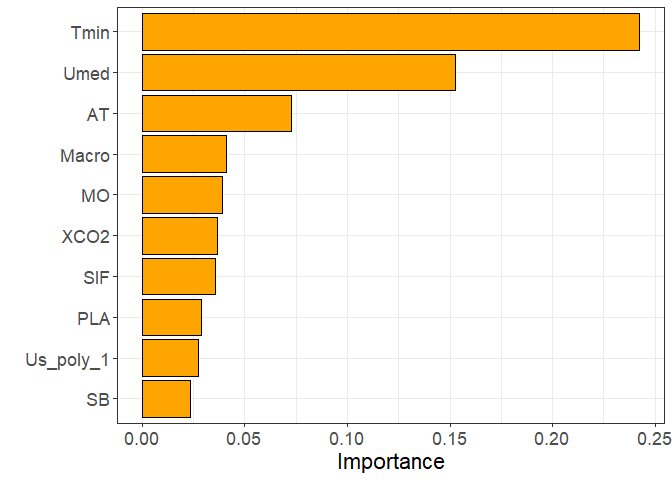 Tmin
Umed
AT
Macro
MO
XCO2
SIF
PLA
Us_poly_1
SB
0.00 0.05 0.10 0.15 0.20 0.25
Importance